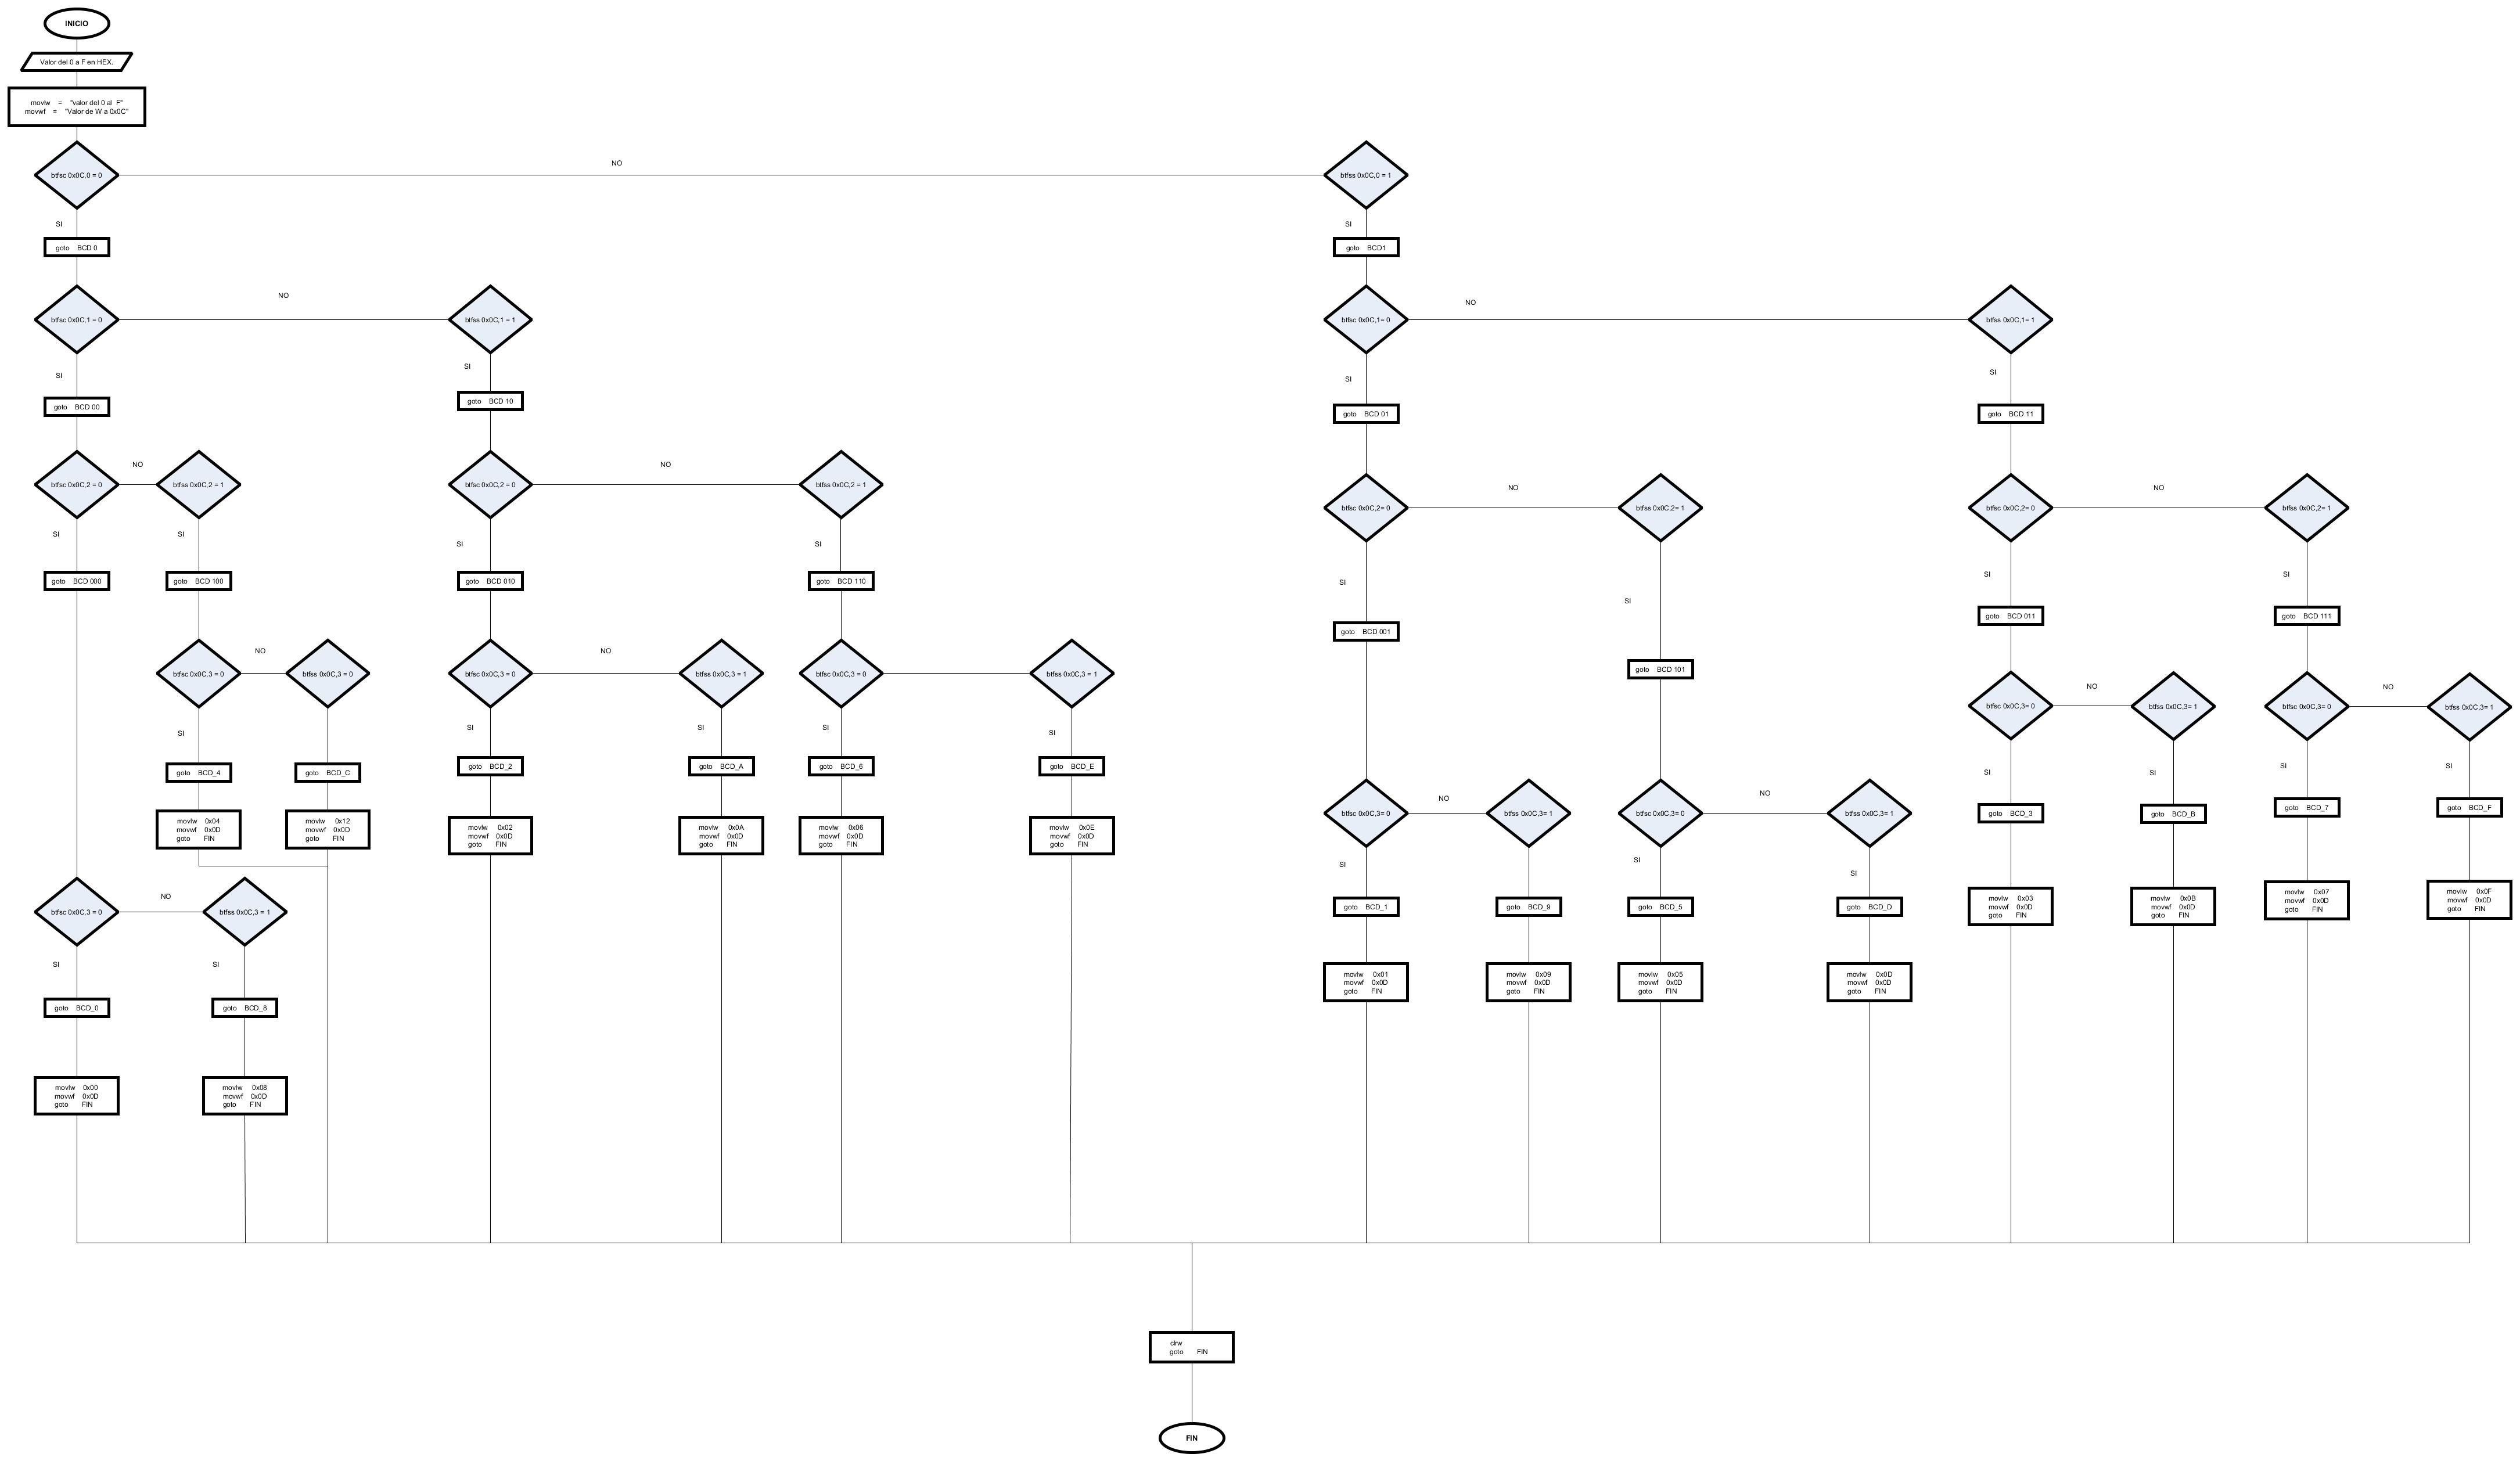 INICIO
Valor del 0 a F en HEX.
movlw = "valor del 0 al F"
movwf = "Valor de W a 0x0C"
btfsc 0x0C,0 = 0
NO
btfss 0x0C,0 = 1
SI
SI
goto BCD 0
goto BCD1
btfsc 0x0C,1 = 0
NO
btfss 0x0C,1 = 1
btfsc 0x0C,1= 0
NO
btfss 0x0C,1= 1
SI
SI
SI
SI
goto BCD 00
goto BCD 10
goto BCD 01
goto BCD 11
btfsc 0x0C,2 = 0
NO
btfss 0x0C,2 = 1
btfsc 0x0C,2 = 0
NO
btfss 0x0C,2 = 1
btfsc 0x0C,2= 0
NO
btfss 0x0C,2= 1
btfsc 0x0C,2= 0
NO
btfss 0x0C,2= 1
SI
SI
SI
SI
SI
SI
SI
SI
goto BCD 000
goto BCD 100
goto BCD 010
goto BCD 110
goto BCD 001
goto BCD 101
goto BCD 011
goto BCD 111
btfsc 0x0C,3 = 0
NO
btfss 0x0C,3 = 0
btfsc 0x0C,3 = 0
NO
btfss 0x0C,3 = 1
btfsc 0x0C,3 = 0
btfss 0x0C,3 = 1
btfsc 0x0C,3= 0
NO
btfss 0x0C,3= 1
btfsc 0x0C,3= 0
NO
btfss 0x0C,3= 1
SI
SI
SI
SI
SI
SI
SI
SI
SI
goto BCD_4
goto BCD_C
goto BCD_2
goto BCD_A
goto BCD_6
goto BCD_E
goto BCD_3
goto BCD_B
goto BCD_7
goto BCD_F
movlw 0x04
movwf 0x0D
goto FIN
movlw 0x12
movwf 0x0D
goto FIN
movlw 0x02
movwf 0x0D
goto FIN
movlw 0x0A
movwf 0x0D
goto FIN
movlw 0x06
movwf 0x0D
goto FIN
movlw 0x0E
movwf 0x0D
goto FIN
btfsc 0x0C,3= 0
NO
btfss 0x0C,3= 1
btfsc 0x0C,3= 0
NO
btfss 0x0C,3= 1
SI
SI
SI
goto BCD_1
goto BCD_9
goto BCD_5
goto BCD_D
movlw 0x03
movwf 0x0D
goto FIN
movlw 0x0B
movwf 0x0D
goto FIN
movlw 0x07
movwf 0x0D
goto FIN
movlw 0x0F
movwf 0x0D
goto FIN
btfsc 0x0C,3 = 0
NO
btfss 0x0C,3 = 1
SI
SI
movlw 0x01
movwf 0x0D
goto FIN
movlw 0x09
movwf 0x0D
goto FIN
movlw 0x05
movwf 0x0D
goto FIN
movlw 0x0D
movwf 0x0D
goto FIN
goto BCD_0
goto BCD_8
movlw 0x00
movwf 0x0D
goto FIN
movlw 0x08
movwf 0x0D
goto FIN
clrw
goto FIN
FIN